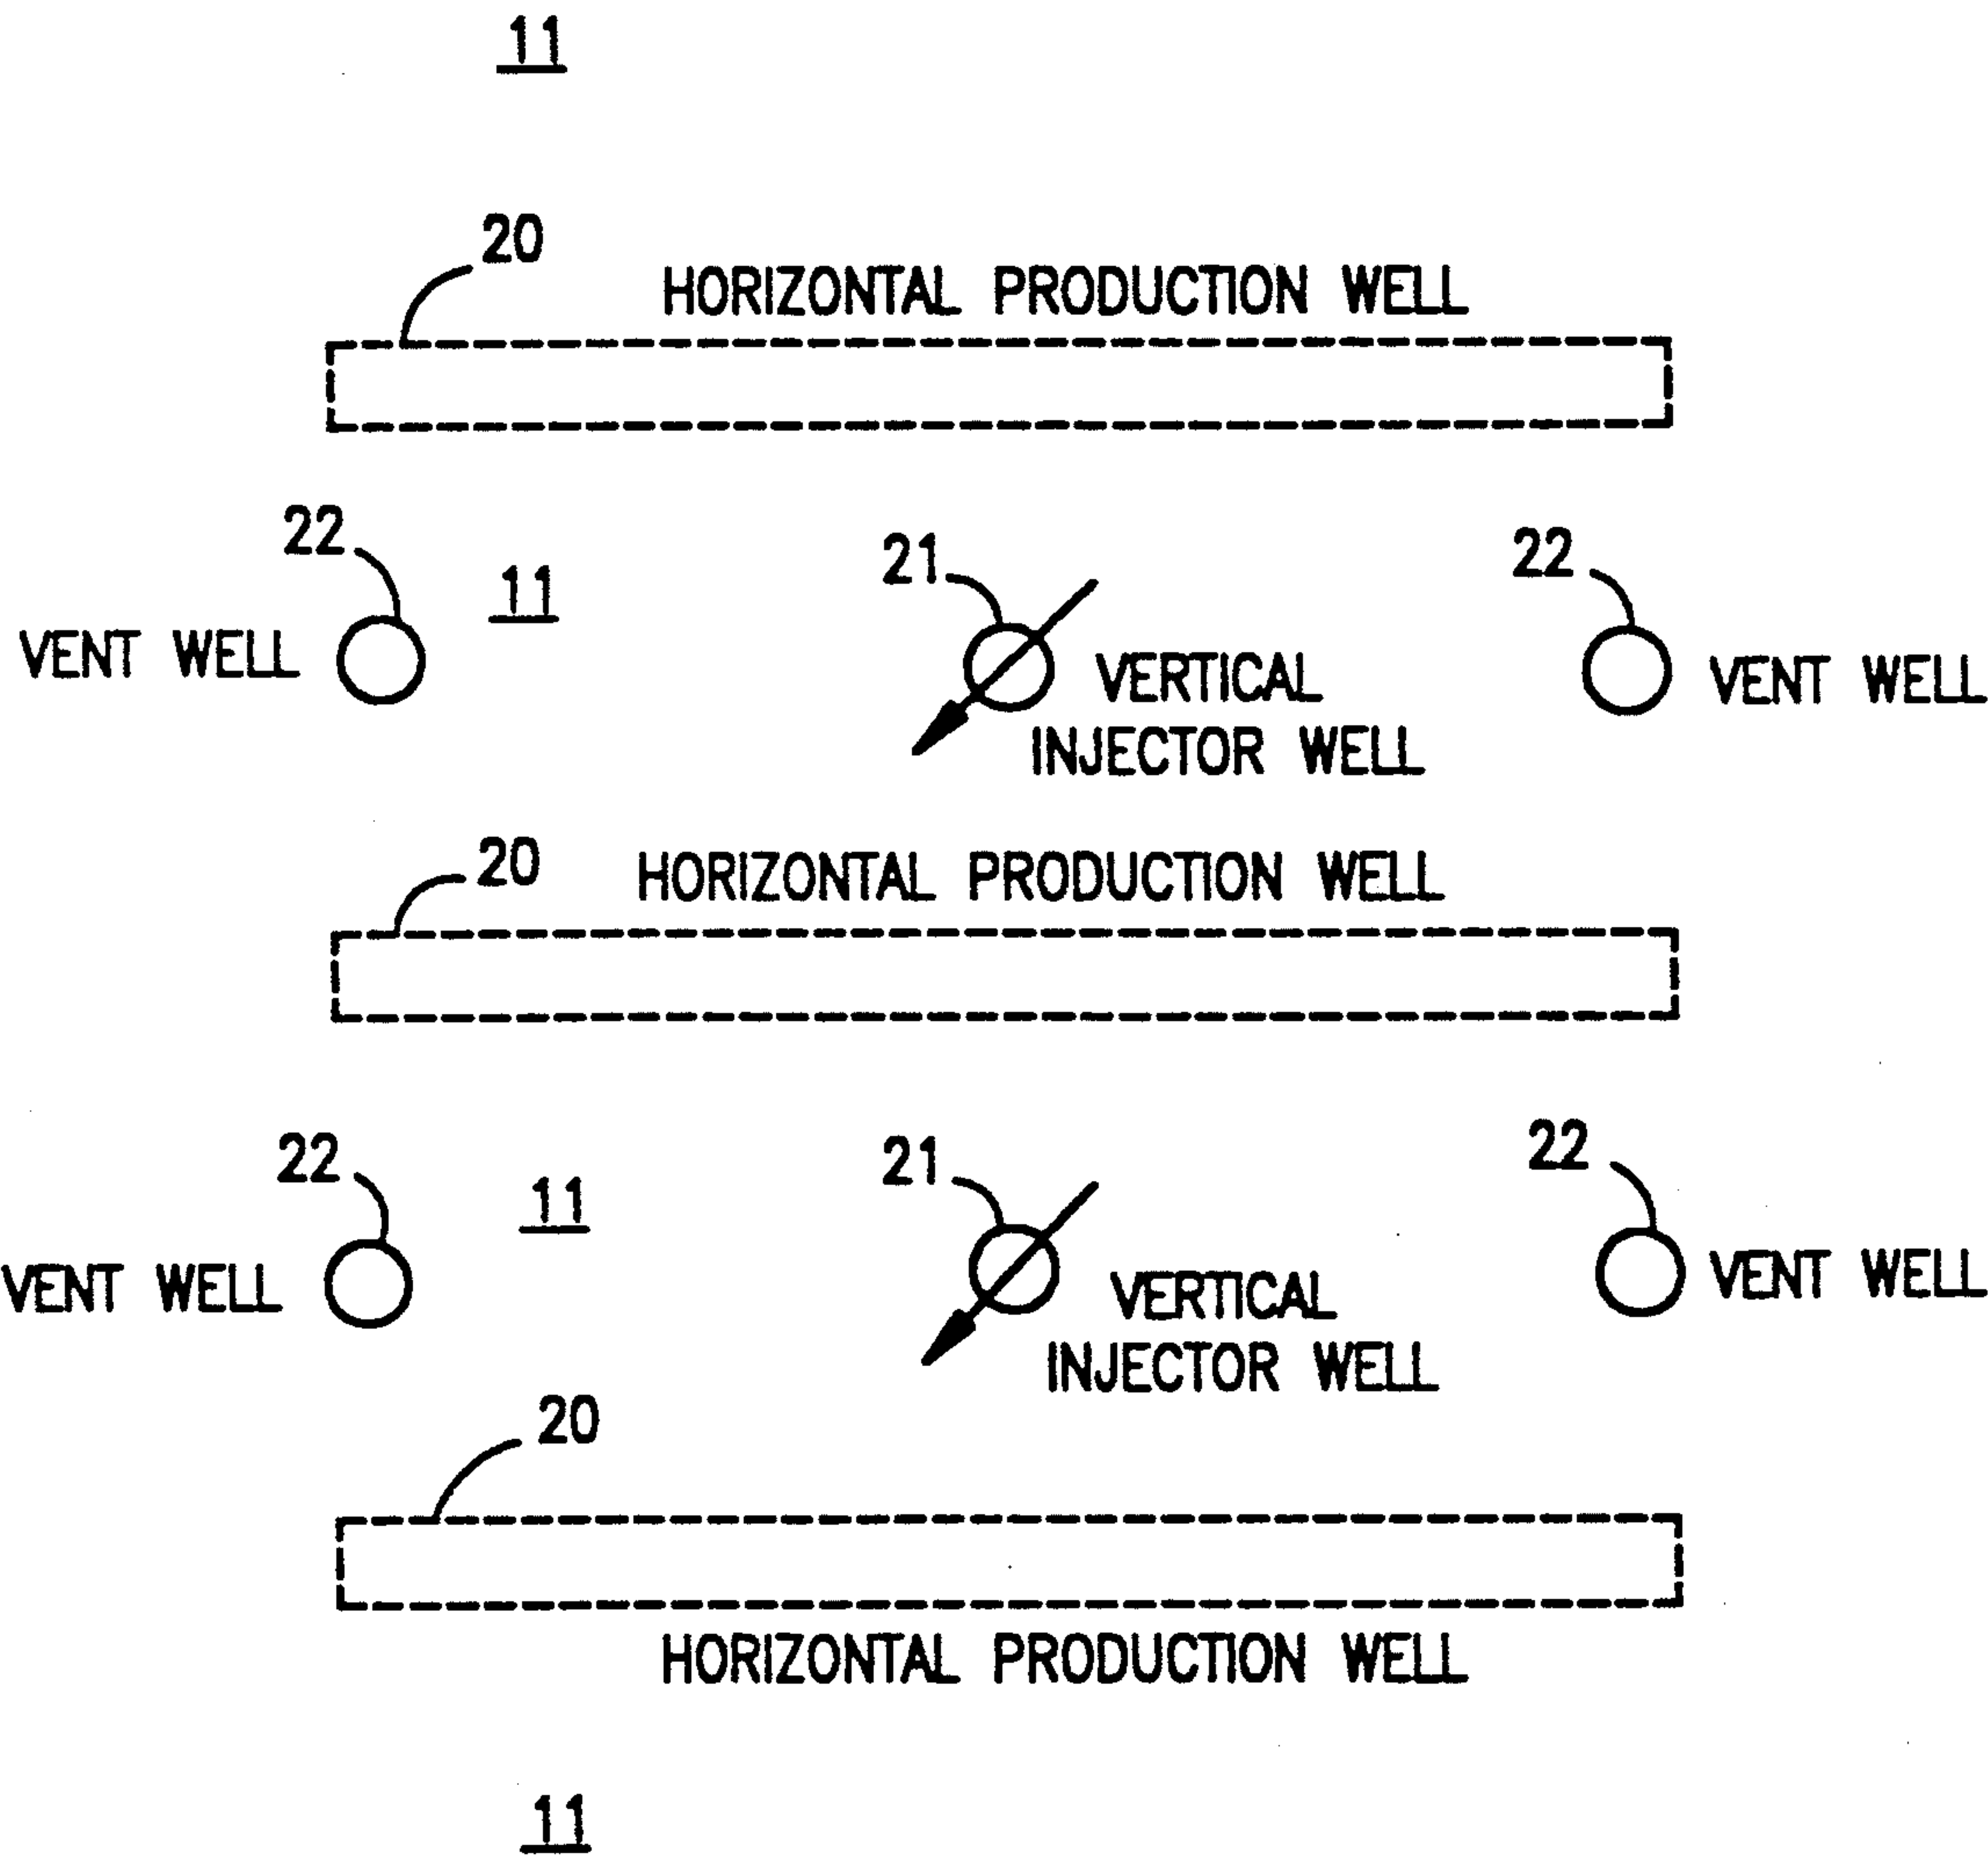 11
20
HORIZONTAL PRODUCTION WELL
22
11
21
22
VENT WELL
VERTICAL
INJECTOR WELL
VENT WELL
20
HORIZONTAL PRODUCTION WELL
22
11
21
22
VENT WELL
VERTICAL
INJECTOR WELL
VENT WELL
20
HORIZONTAL PRODUCTION WELL
11